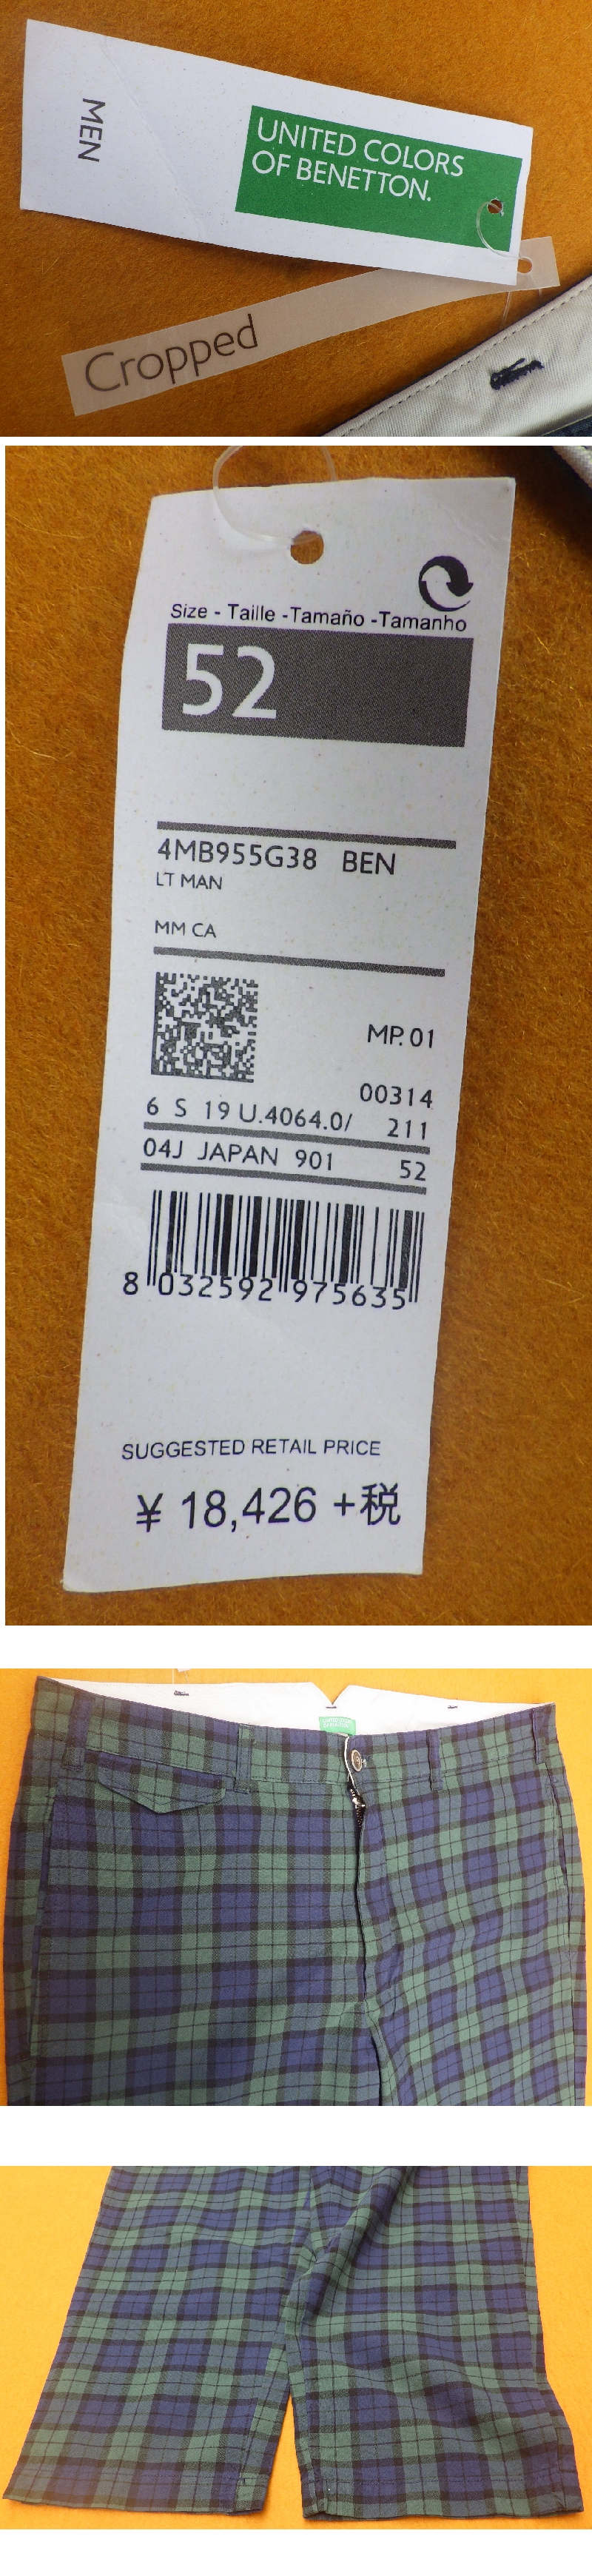 MEN
UNITED COLORS
OF BENETTON.
Cropped
Size - Taille -Tamaño -Tamanho
52
4MB955G38 BEN
LT MAN
MM CA
MP. 01
00314
6 S 19 U.4064.0/ 211
04J JAPAN 901 52
8 032592 975635
SUGGESTED RETAIL PRICE
¥ 18,426 +税